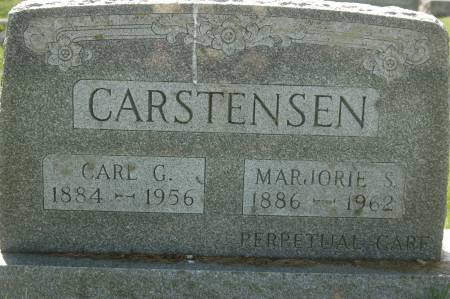 CARSTENSEN
CARL G. MARJORIE S.
1884 — 1956 1886 — 1962
PERPETUAL CARE